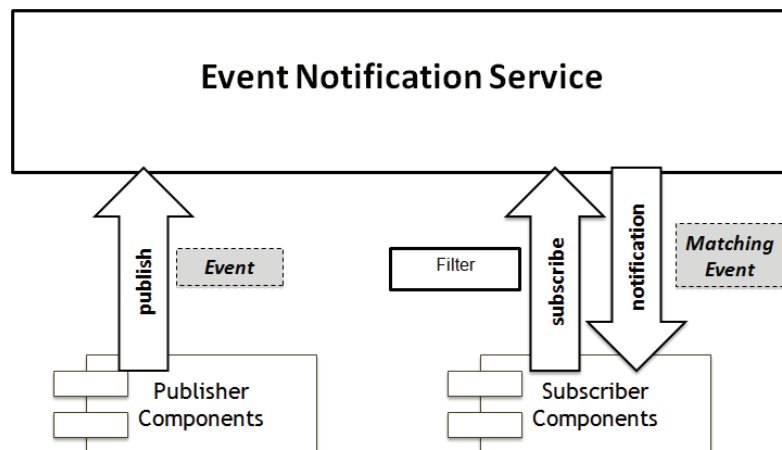 Event Notification Service
publish
Event
Filter
subscribe
notification
Matching
Event
Publisher
Components
Subscriber
Components